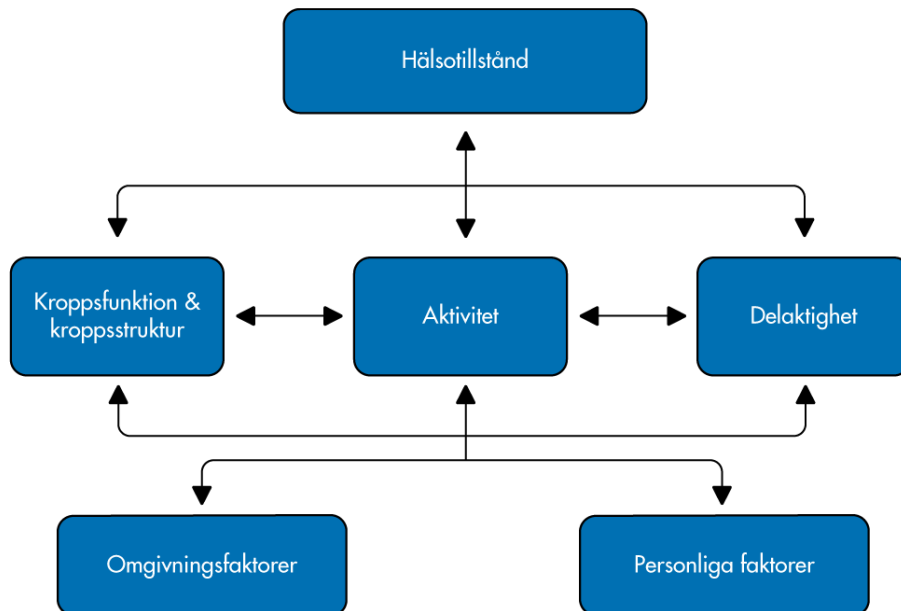 Hälsotillstånd
Kroppsfunktion &
kroppsstruktur
Aktivitet
Delaktighet
Omgivningsfaktorer
Personliga faktorer